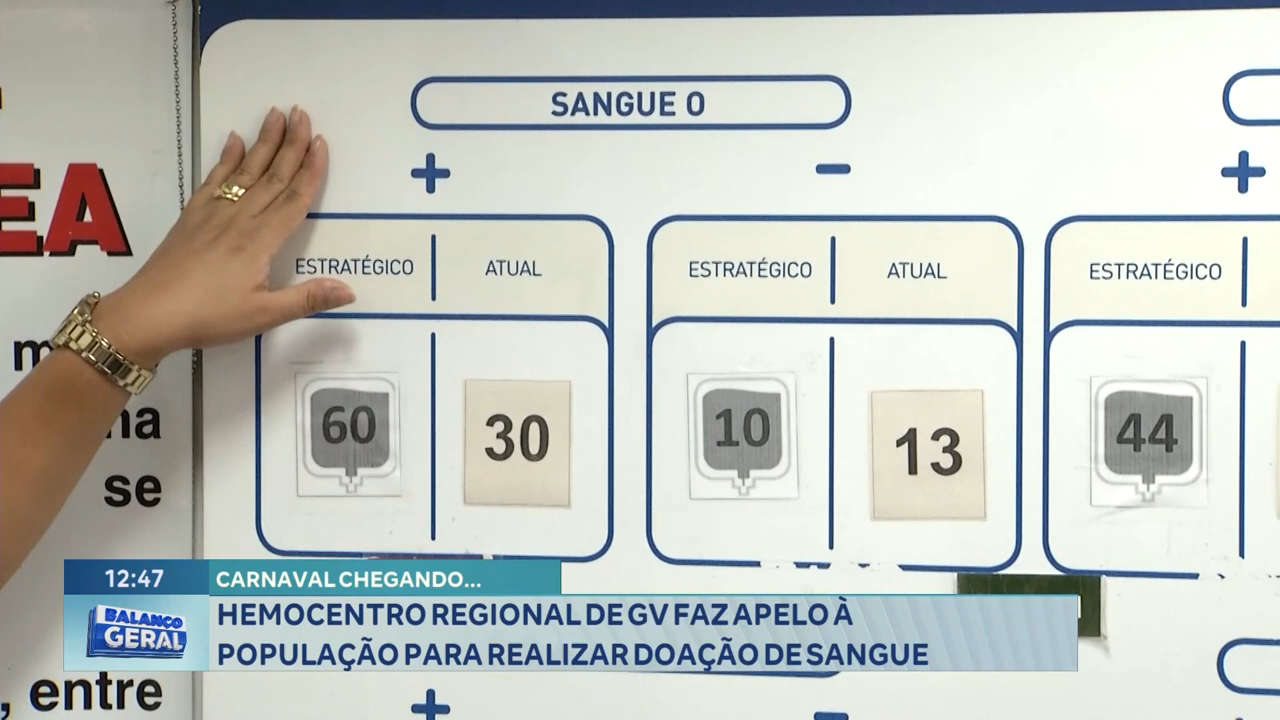 SANGUE O
+
-
+
EA
ESTRATÉGICO
ATUAL
ESTRATÉGICO
ATUAL
ESTRATÉGICO
60
30
10
13
44
se
12:47
CARNAVAL CHEGANDO...
BALANÇO
GERAL
HEMOCENTRO REGIONAL DE GV FAZ APELO À
POPULAÇÃO PARA REALIZAR DOAÇÃO DE SANGUE
, entre
+
-